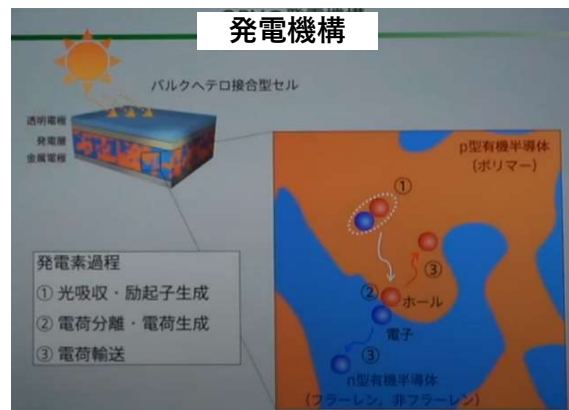 発電機構
バルクヘテロ接合型セル
透明電極
発電層
金属電極
p型有機半導体
(ポリマー)
①
②
ホール
③
電子
③
n型有機半導体
(フラーレン，非フラーレン)
発電素過程
① 光吸収・励起子生成
② 電荷分離・電荷生成
③ 電荷輸送